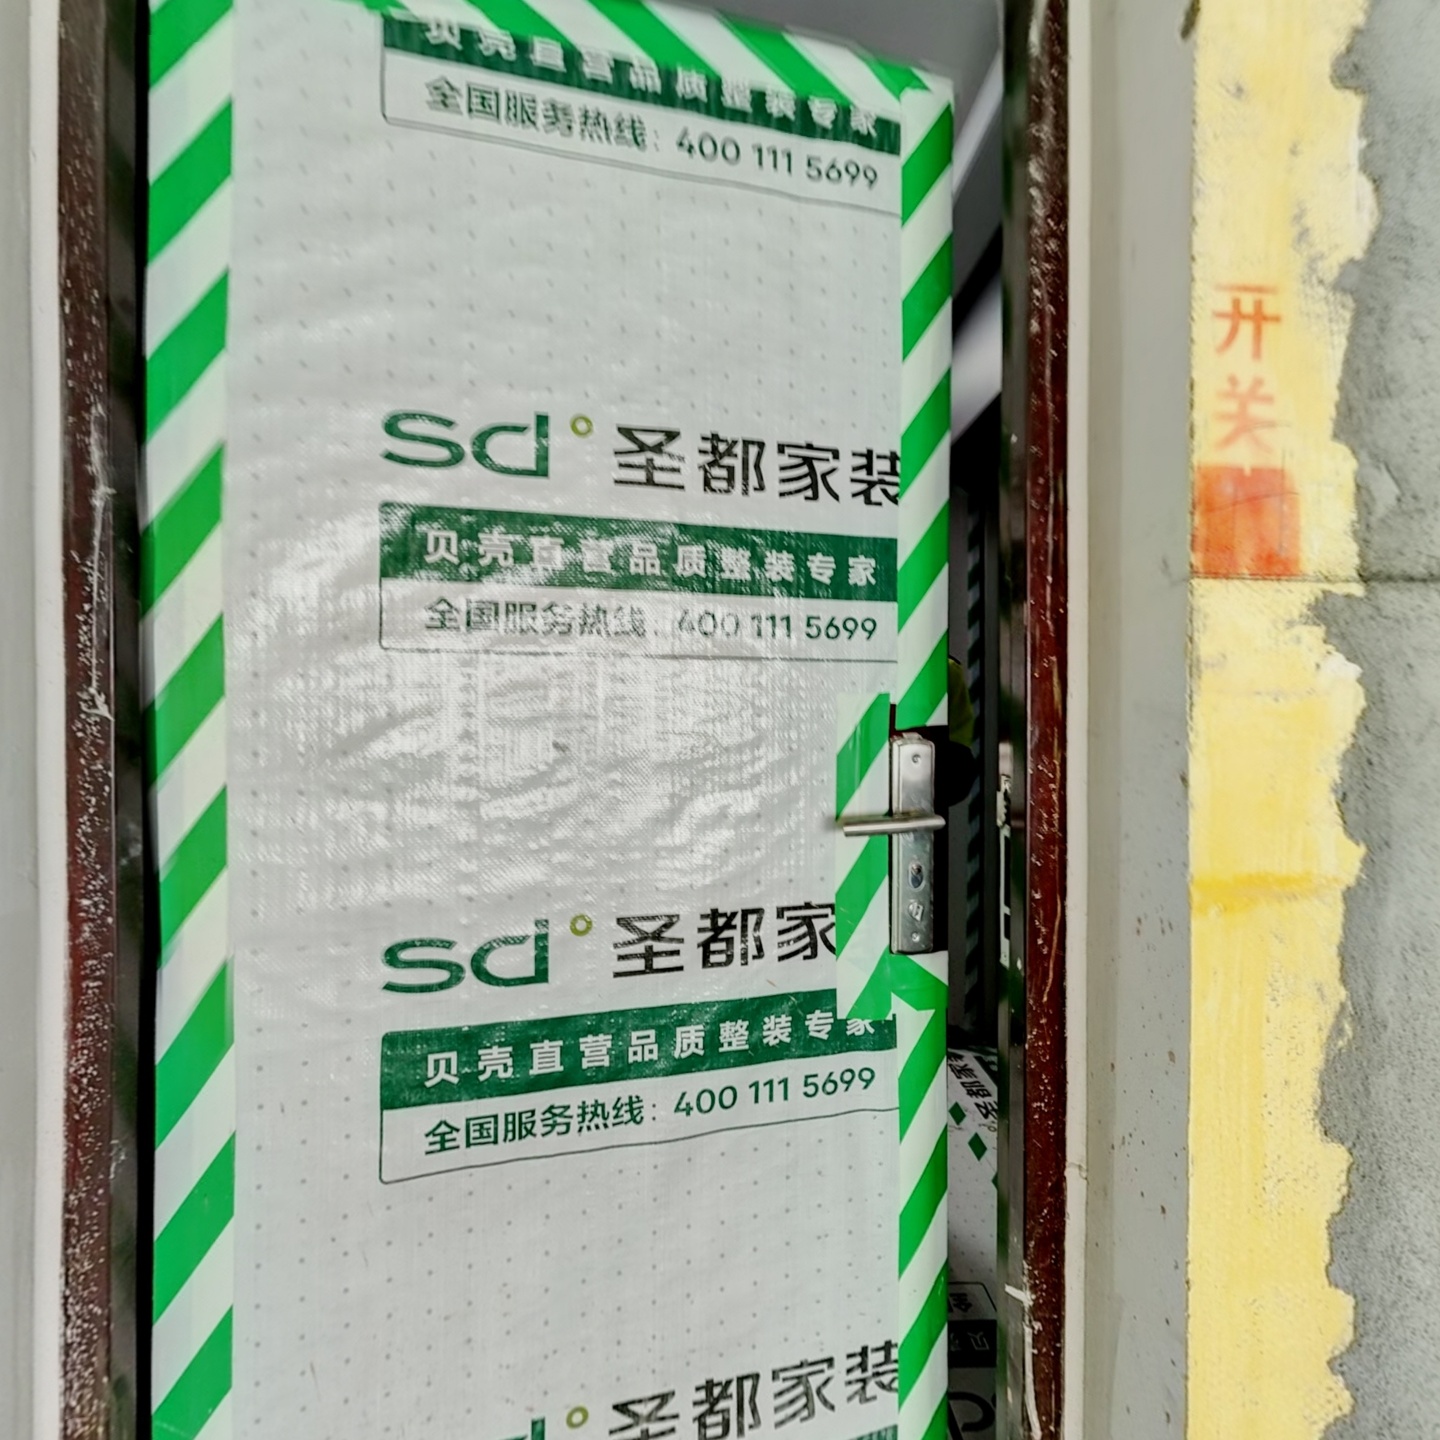 贝壳直营品质整装专家
全国服务热线：400 111 5699
开关
sd 圣都家装
贝壳直营品质整装专家
全国服务热线：400 111 5699
sd 圣都家
贝壳直营品质整装专家
全国服务热线：400 111 5699
圣都家
圣都家装